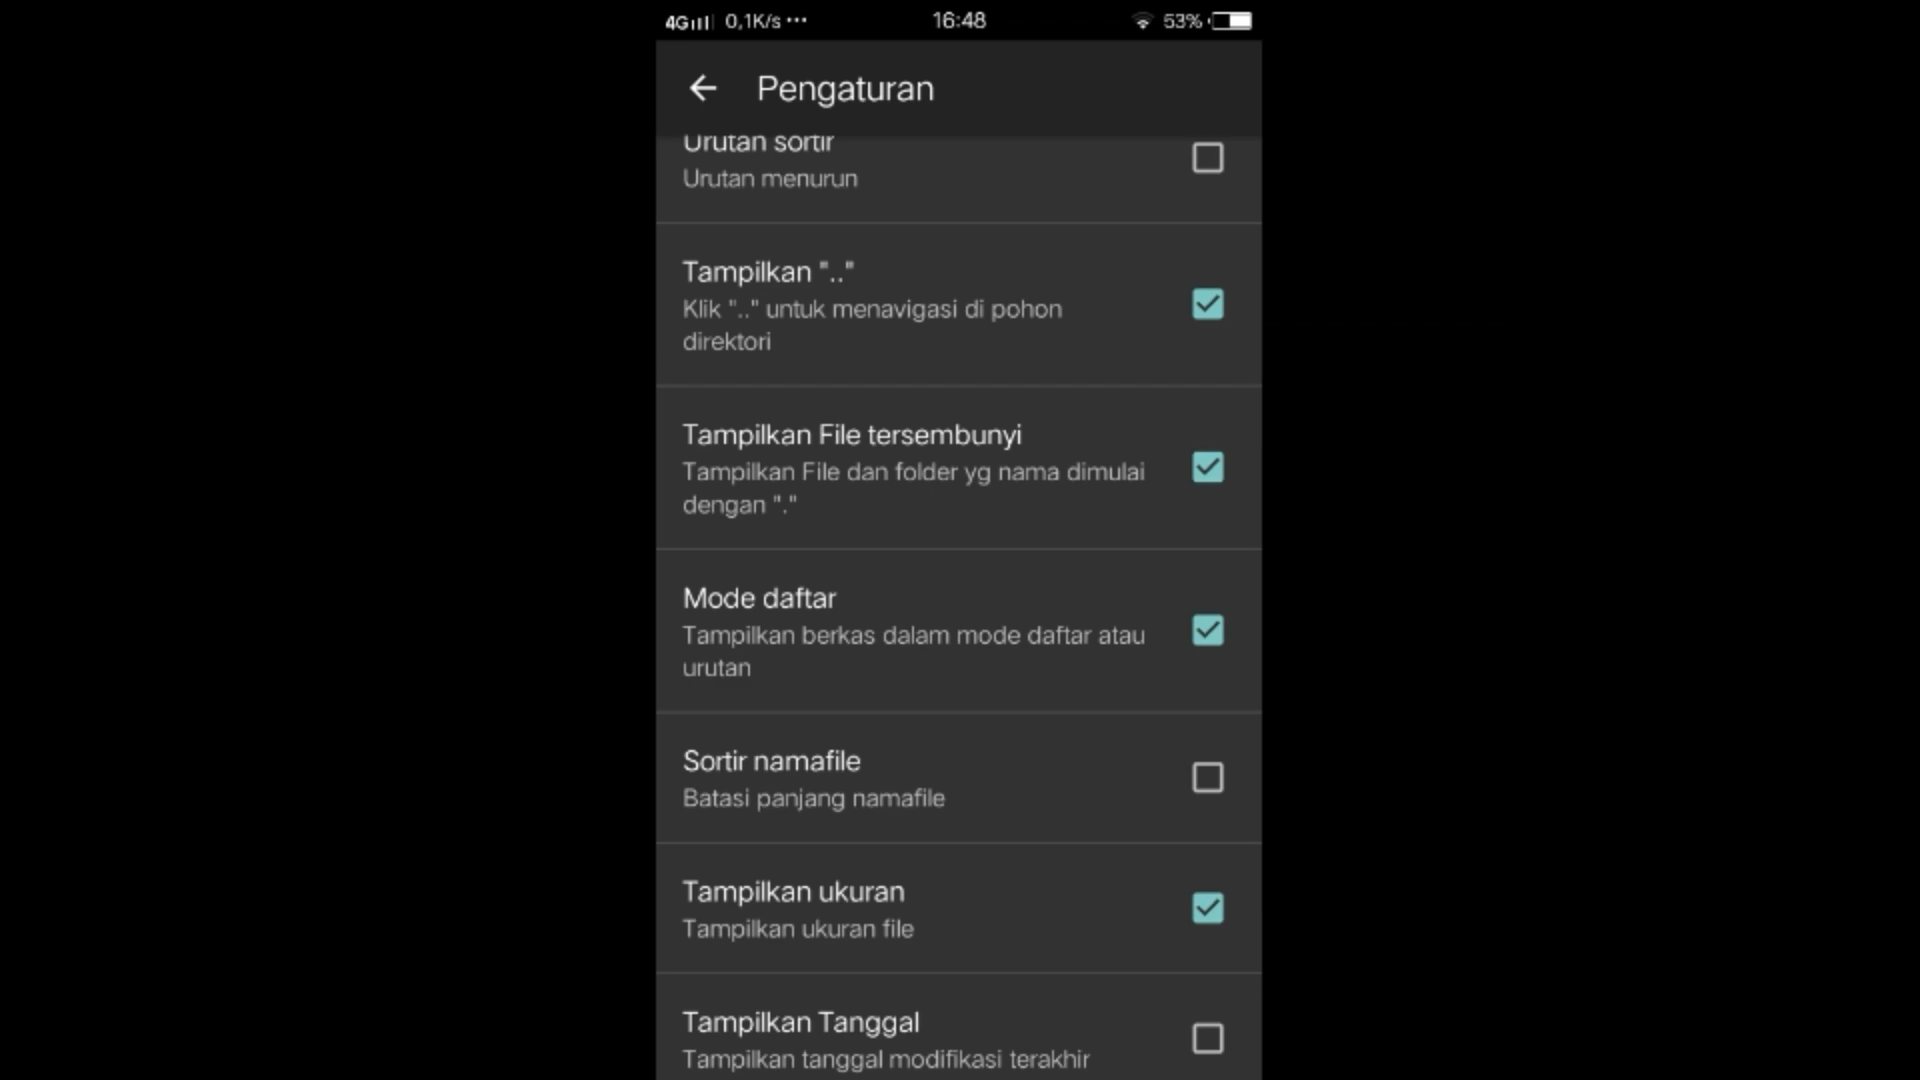 4G 0,1K/s ··· 16:48 53%
Pengaturan
Urutan sortir
Urutan menurun
Tampilkan ".."
Klik ".." untuk menavigasi di pohon
direktori
Tampilkan File tersembunyi
Tampilkan File dan folder yg nama dimulai
dengan "."
Mode daftar
Tampilkan berkas dalam mode daftar atau
urutan
Sortir namafile
Batasi panjang namafile
Tampilkan ukuran
Tampilkan ukuran file
Tampilkan Tanggal
Tampilkan tanggal modifikasi terakhir